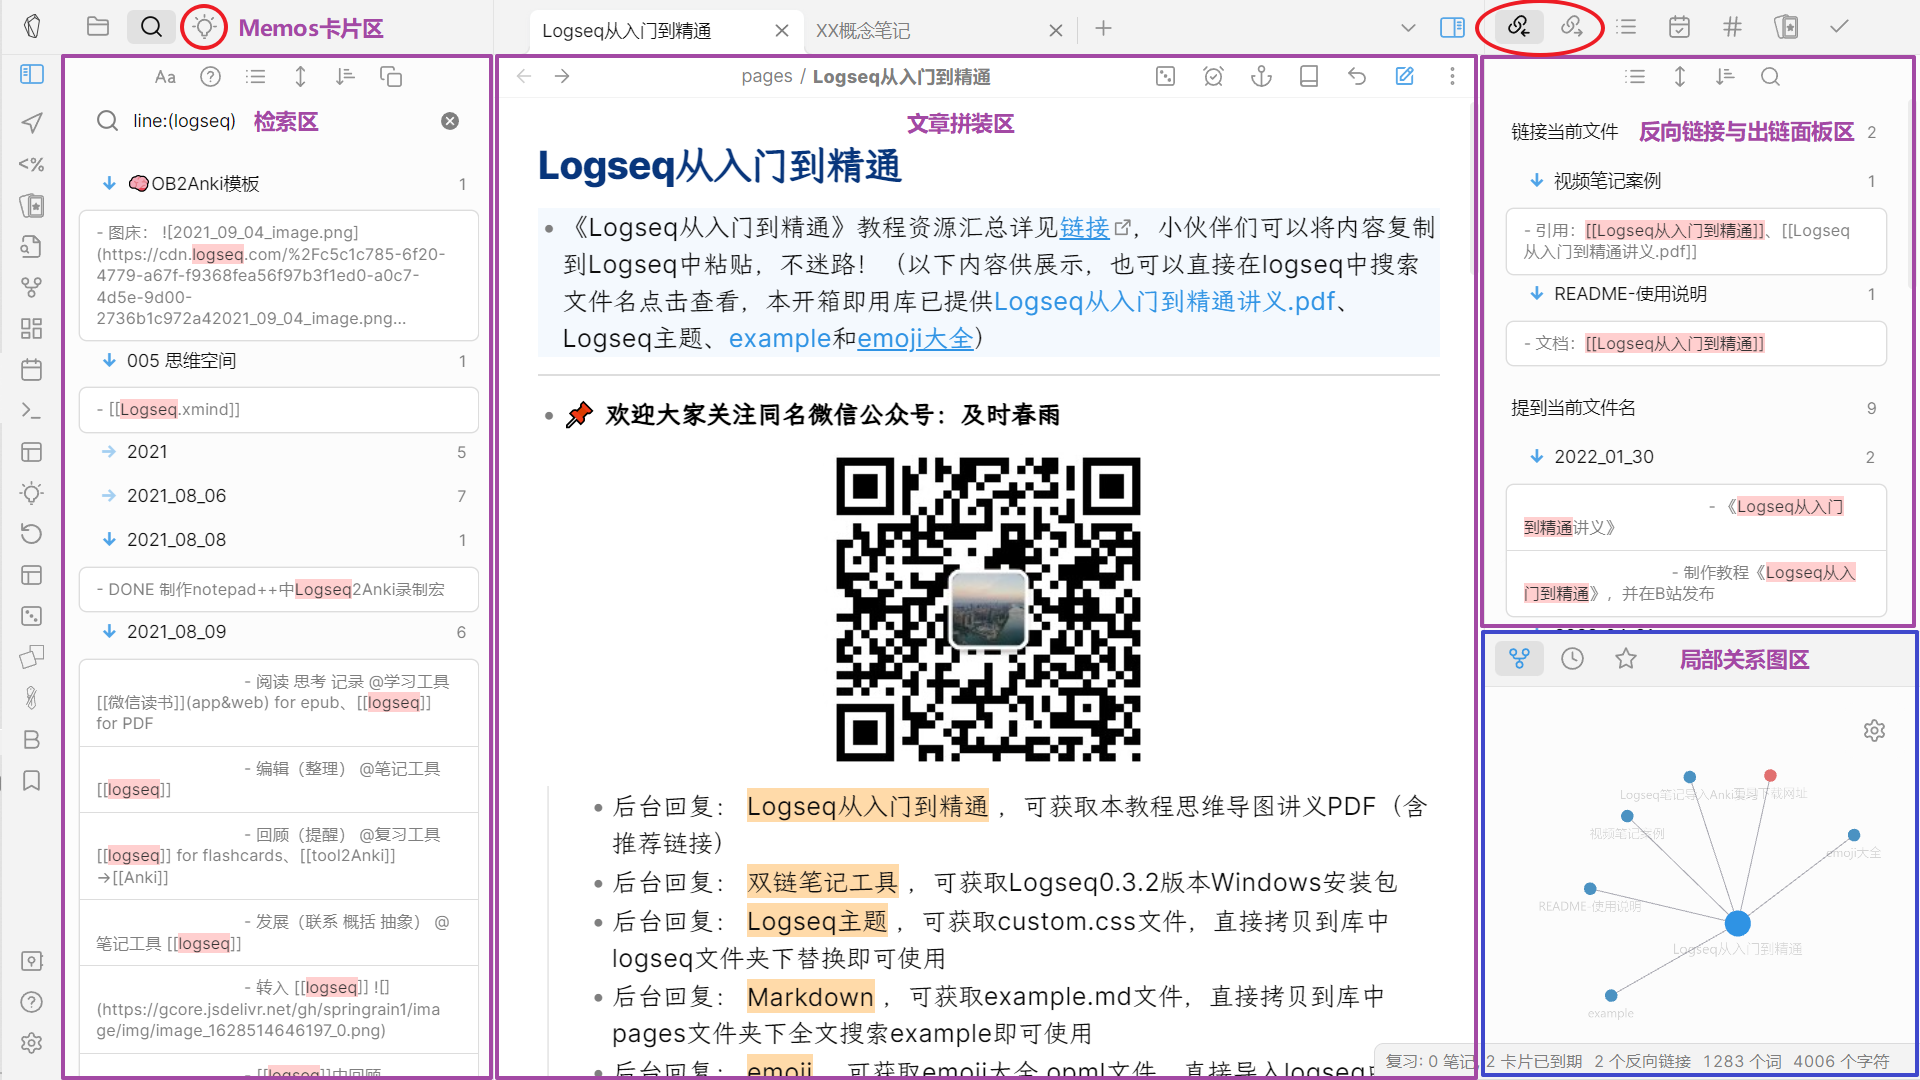 Memos卡片区
Logseq从入门到精通
XX概念笔记
Aa
line:(logseq)
检索区
🧠OB2Anki模板
1
- 图床： ![2021_09_04_image.png]
(https://cdn.logseq.com/%2Fc5c1c785-6f20-
4779-a67f-f9368fea56f97b3f1ed0-a0c7-
4d5e-9d00-
2736b1c972a42021_09_04_image.png...
005 思维空间
1
- [[Logseq.xmind]]
2021
5
2021_08_06
7
2021_08_08
1
- DONE 制作notepad++中Logseq2Anki录制宏
2021_08_09
6
- 阅读 思考 记录 @学习工具
[[微信读书]](app&web) for epub、[[logseq]]
for PDF
- 编辑（整理） @笔记工具
[[logseq]]
- 回顾（提醒） @复习工具
[[logseq]] for flashcards、[[tool2Anki]]
→[[Anki]]
- 发展（联系 概括 抽象） @
笔记工具 [[logseq]]
- 转入 [[logseq]] ![]
(https://gcore.jsdelivr.net/gh/springrain1/ima
ge/img/image_1628514646197_0.png)
- [[logseq]]中回顾
pages / Logseq从入门到精通
文章拼装区
Logseq从入门到精通
《Logseq从入门到精通》教程资源汇总详见链接，小伙伴们可以将内容复制
到Logseq中粘贴，不迷路！（以下内容供展示，也可以直接在logseq中搜索
文件名点击查看，本开箱即用库已提供Logseq从入门到精通讲义.pdf、
Logseq主题、example和emoji大全）
📌 欢迎大家关注同名微信公众号：及时春雨
后台回复： Logseq从入门到精通 ，可获取本教程思维导图讲义PDF（含
推荐链接）
后台回复： 双链笔记工具 ，可获取Logseq0.3.2版本Windows安装包
后台回复： Logseq主题 ，可获取custom.css文件，直接拷贝到库中
logseq文件夹下替换即可使用
后台回复： Markdown ，可获取example.md文件，直接拷贝到库中
pages文件夹下全文搜索example即可使用
后台回复： emoji ，可获取emoji大全.opml文件，直接导入logseq
链接当前文件
反向链接与出链面板区
2
视频笔记案例
1
- 引用：[[Logseq从入门到精通]]、[[Logseq
从入门到精通讲义.pdf]]
README-使用说明
1
- 文档：[[Logseq从入门到精通]]
提到当前文件名
9
2022_01_30
2
- 《Logseq从入门
到精通讲义》
- 制作教程《Logseq从入
门到精通》，并在B站发布
局部关系图区
Logseq笔记导入Anki
下载网址
视频笔记案例
emoji大全
README-使用说明
Logseq从入门到精通
example
复习: 0 笔记, 2 卡片已到期 2 个反向链接 1283 个词 4006 个字符